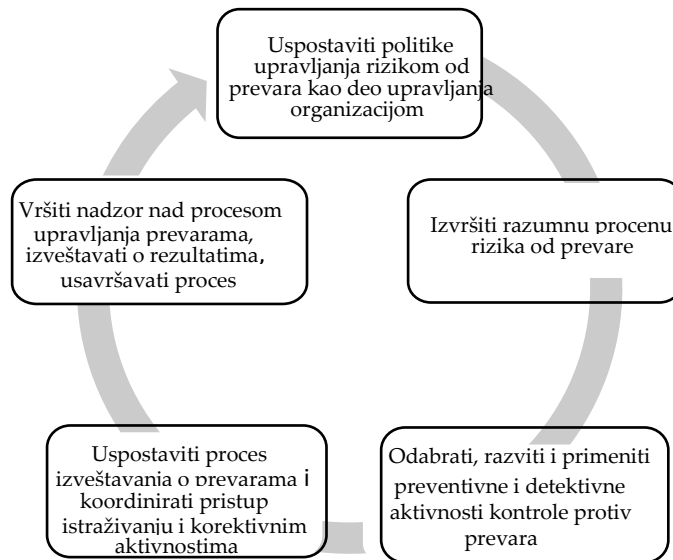 Uspostaviti politike
upravljanja rizikom od
prevara kao deo upravljanja
organizacijom
Izvršiti razumnu procenu
rizika od prevare
Odabrati, razviti i primeniti
preventivne i detektivne
aktivnosti kontrole protiv
prevara
Uspostaviti proces
izveštavanja o prevarama i
koordinirati pristup
istraživanju i korektivnim
aktivnostima
Vršiti nadzor nad procesom
upravljanja prevarama,
izveštavati o rezultatima,
usavršavati proces